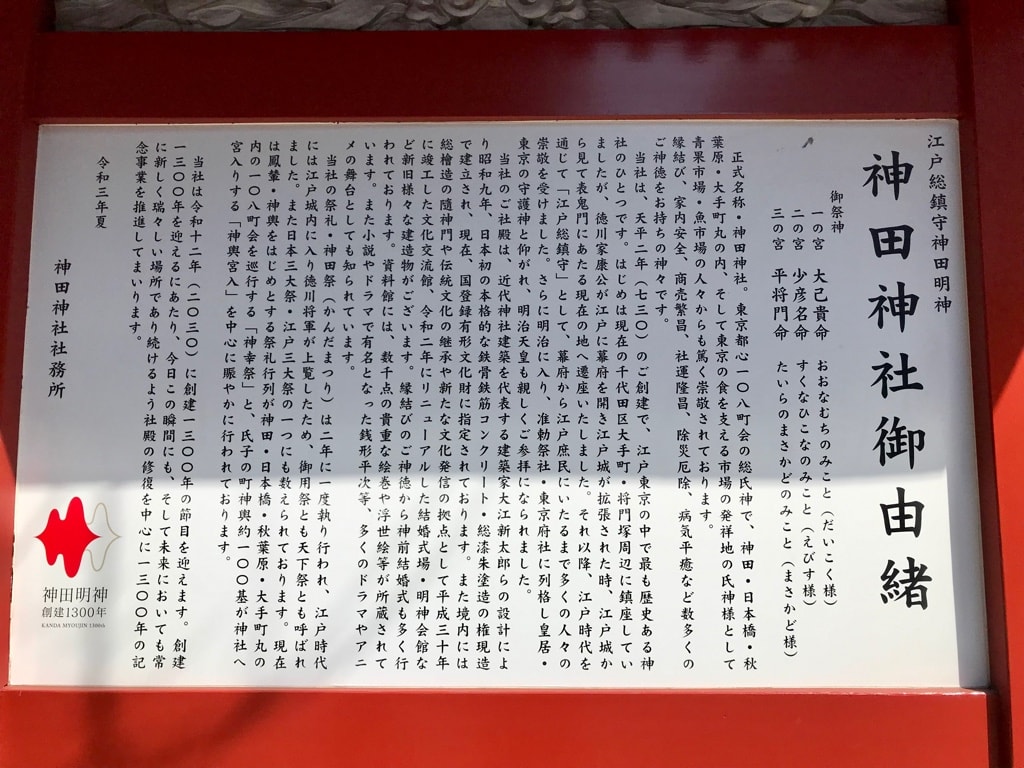 江戸総鎮守神田明神
神田神社御由緒
御祭神
一の宮 大己貴命 おおなむちのみこと（だいこく様）
二の宮 少彦名命 すくなひこなのみこと（えびす様）
三の宮 平将門命 たいらのまさかどのみこと（まさかど様）
正式名称・神田神社。東京都心一〇八町会の総氏神で、神田・日本橋・秋
葉原・大手町丸の内、そして東京の食を支える市場の発祥地の氏神様として
青果市場・魚市場の人々からも篤く崇敬されております。
縁結び、家内安全、商売繁昌、社運隆昌、除災厄除、病気平癒など数多くの
ご神徳をお持ちの神々です。
当社は、天平二年（七三〇）のご創建で、江戸東京の中で最も歴史ある神
社のひとつです。はじめは現在の千代田区大手町・将門塚周辺に鎮座してい
ましたが、徳川家康公が江戸に幕府を開き江戸城が拡張された時、江戸城か
ら見て表鬼門にあたる現在の地へ遷座いたしました。それ以降、江戸時代を
通じて「江戸総鎮守」として、幕府から江戸庶民にいたるまで多くの人々の
崇敬を受けました。さらに明治に入り、准勅祭社・東京府社に列格し皇居・
東京の守護神と仰がれ、明治天皇も親しくご参拝になられました。
当社のご社殿は、近代神社建築を代表する建築家大江新太郎らの設計によ
り昭和九年、日本初の本格的な鉄骨鉄筋コンクリート・総漆朱塗造の権現造
で建立され、現在、国登録有形文化財に指定されております。また境内には
総檜造の隨神門や伝統文化の継承や新たな文化発信の拠点として平成三十年
に竣工した文化交流館、令和二年にリニューアルした結婚式場・明神会館な
ど新旧様々な建造物がございます。縁結びのご神徳から神前結婚式も多く行
われております。資料館には、数千点の貴重な絵巻や浮世絵等が所蔵されて
います。また小説やドラマで有名となった銭形平次等、多くのドラマやアニ
メの舞台としても知られています。
当社の祭礼・神田祭（かんだまつり）は二年に一度執り行われ、江戸時代
には江戸城内に入り徳川将軍が上覧したため、御用祭とも天下祭とも呼ばれ
ました。また日本三大祭・江戸三大祭の一つにも数えられております。現在
は鳳輦・神輿をはじめとする祭礼行列が神田・日本橋・秋葉原・大手町丸の
内の一〇八町会を巡行する「神幸祭」と、氏子の町神輿約一〇〇基が神社へ
宮入りする「神輿宮入」を中心に賑やかに行われております。
当社は令和十二年（二〇三〇）に創建一三〇〇年の節目を迎えます。創建
一三〇〇年を迎えるにあたり、今日この瞬間にも、そして未来においても常
に新しく瑞々しい場所であり続けるよう社殿の修復を中心に一三〇〇年の記
念事業を推進してまいります。
令和三年夏
神田神社社務所
神田明神
創建1300年
KANDA MYOUJIN 1300th